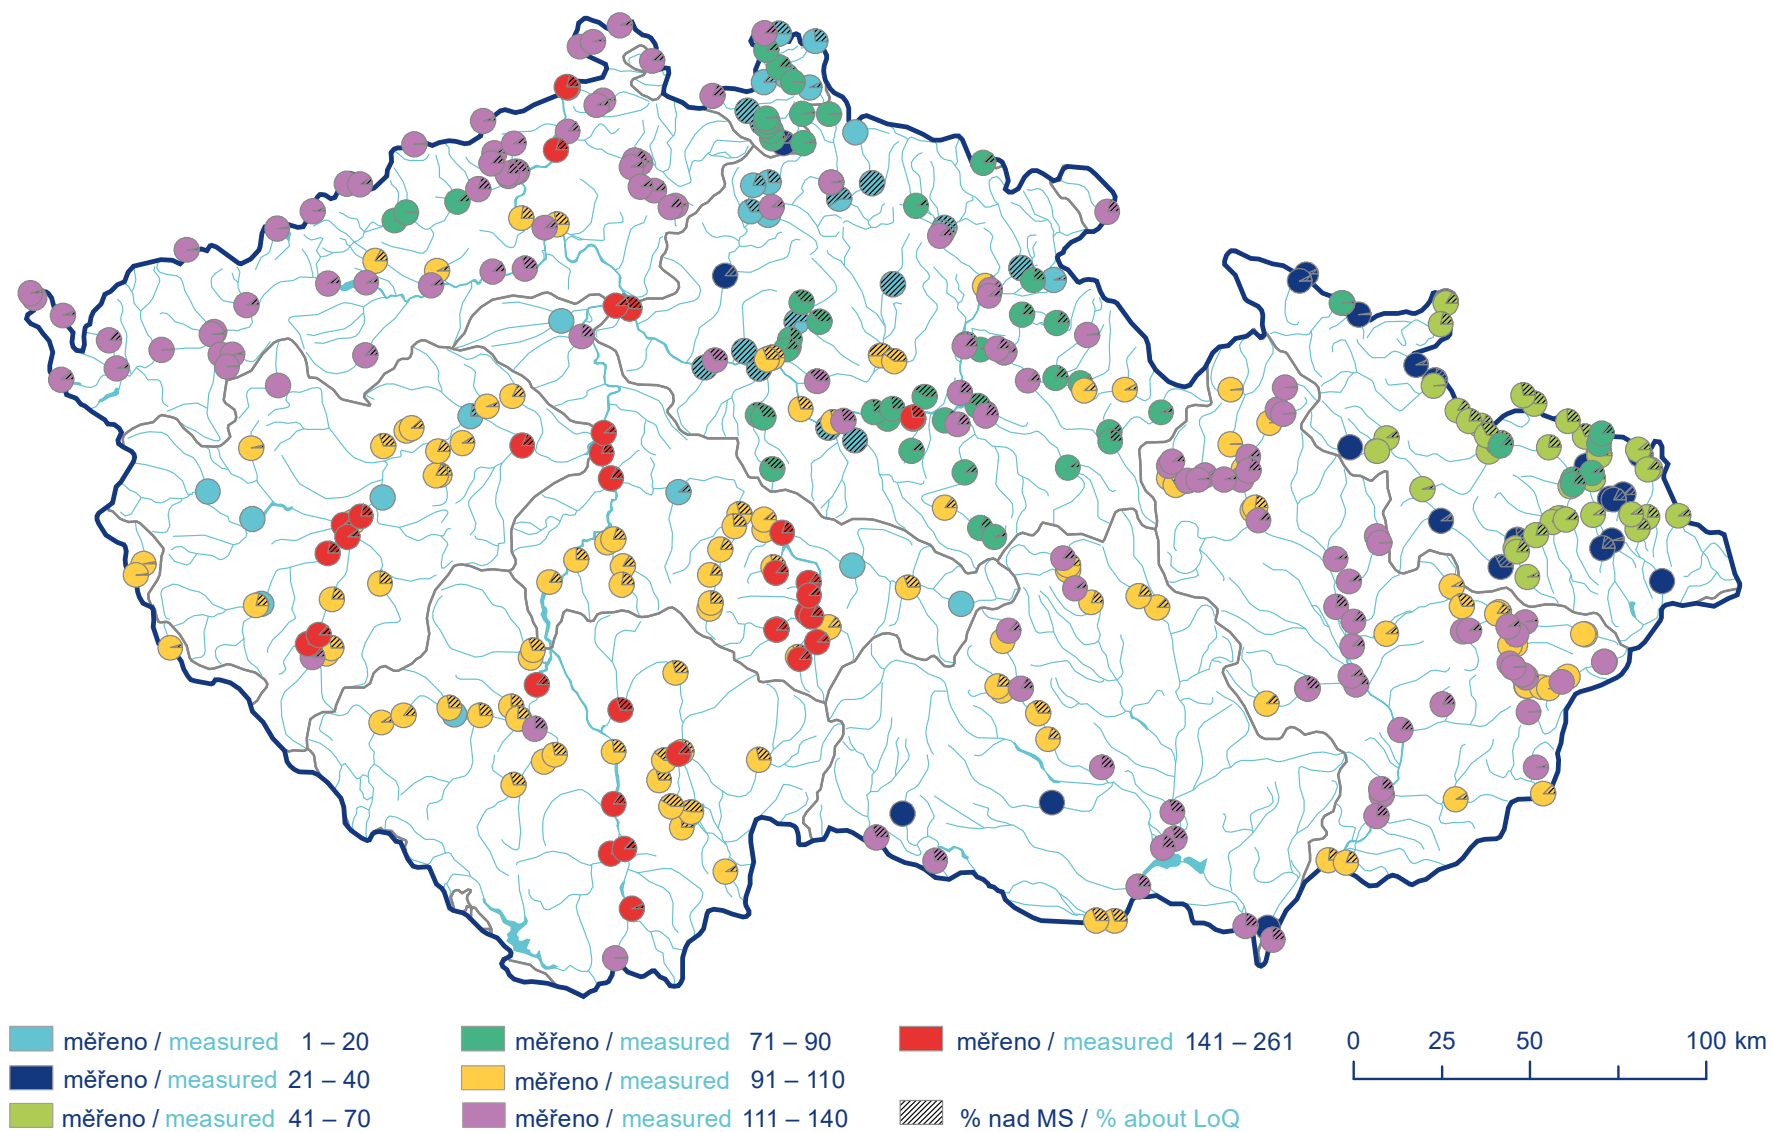 měřeno / measured 1 – 20
měřeno / measured 21 – 40
měřeno / measured 41 – 70
měřeno / measured 71 – 90
měřeno / measured 91 – 110
měřeno / measured 111 – 140
měřeno / measured 141 – 261
% nad MS / % about LoQ
0 25 50 100 km